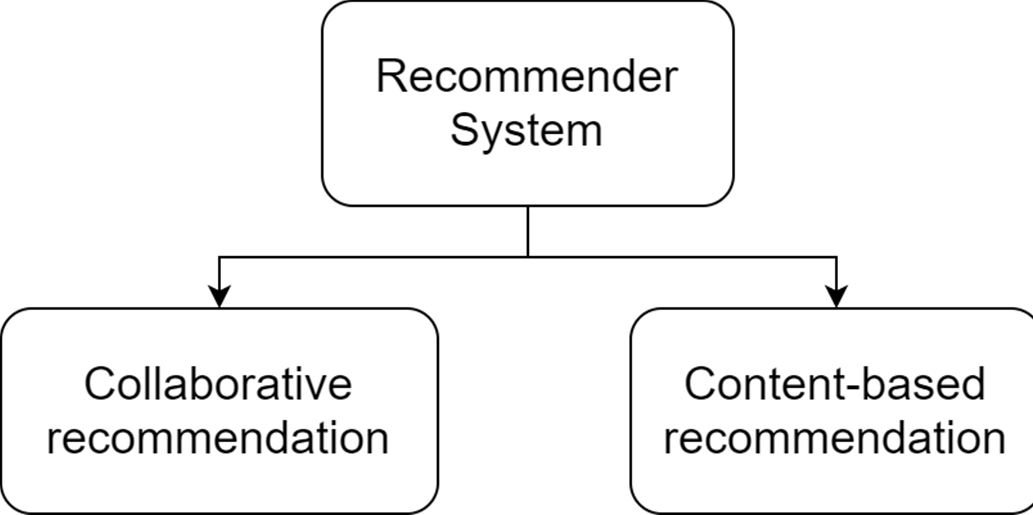 Recommender
System
Collaborative
recommendation
Content-based
recommendation